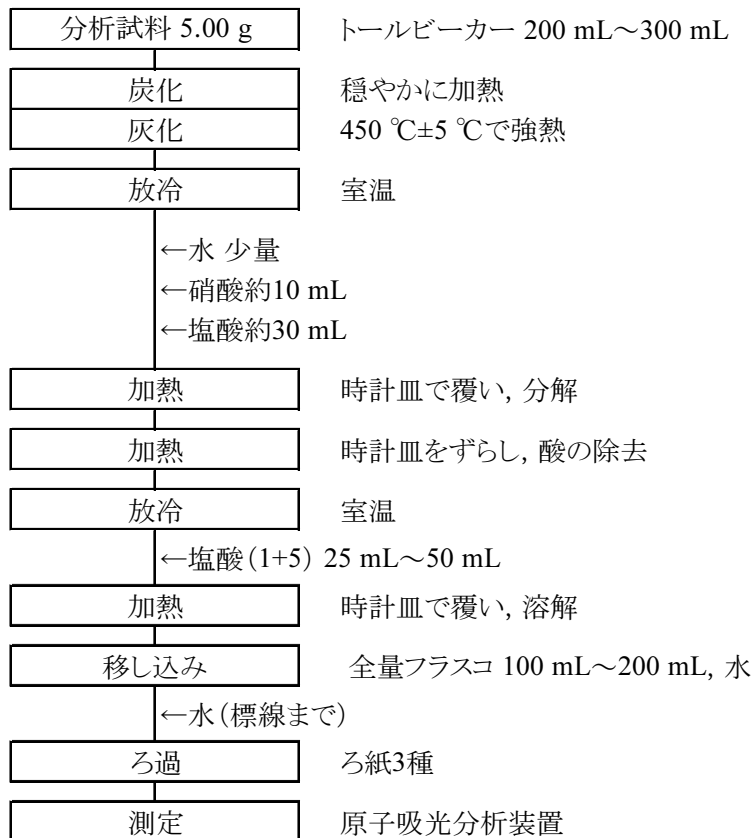 分析試料 5.00 g トールビーカー 200 mL～300 mL
炭化 穏やかに加熱
灰化 450 ℃±5 ℃で強熱
放冷 室温
←水 少量
←硝酸約10 mL
←塩酸約30 mL
加熱 時計皿で覆い, 分解
加熱 時計皿をずらし, 酸の除去
放冷 室温
←塩酸(1+5) 25 mL～50 mL
加熱 時計皿で覆い, 溶解
移し込み 全量フラスコ 100 mL～200 mL, 水
←水(標線まで)
ろ過 ろ紙3種
測定 原子吸光分析装置